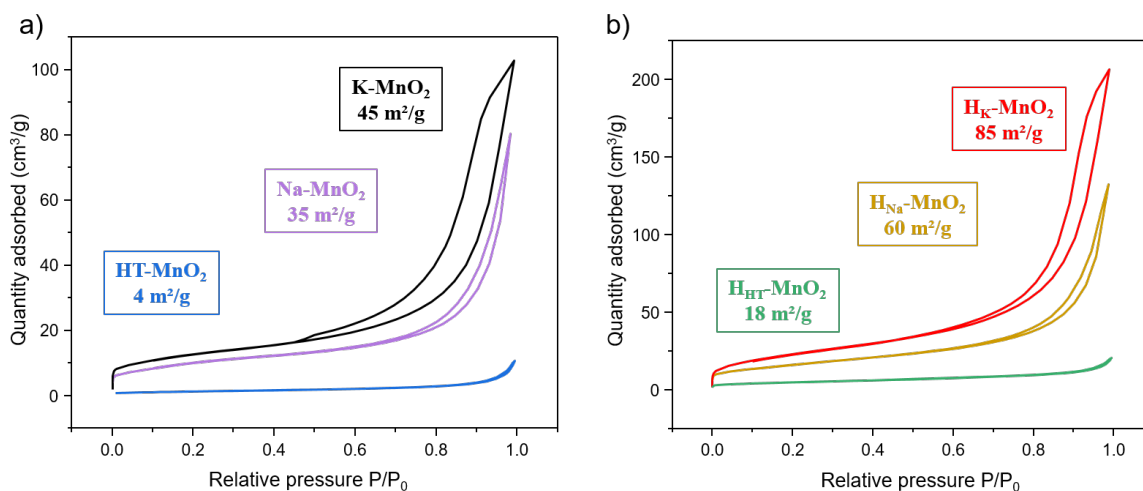 a)
Quantity adsorbed (cm³/g)
100
80
60
40
20
0
K-MnO₂
45 m²/g
Na-MnO₂
35 m²/g
HT-MnO₂
4 m²/g
0.0 0.2 0.4 0.6 0.8 1.0
Relative pressure P/P₀
b)
Quantity adsorbed (cm³/g)
200
150
100
50
0
H_K-MnO₂
85 m²/g
H_Na-MnO₂
60 m²/g
H_HT-MnO₂
18 m²/g
0.0 0.2 0.4 0.6 0.8 1.0
Relative pressure P/P₀